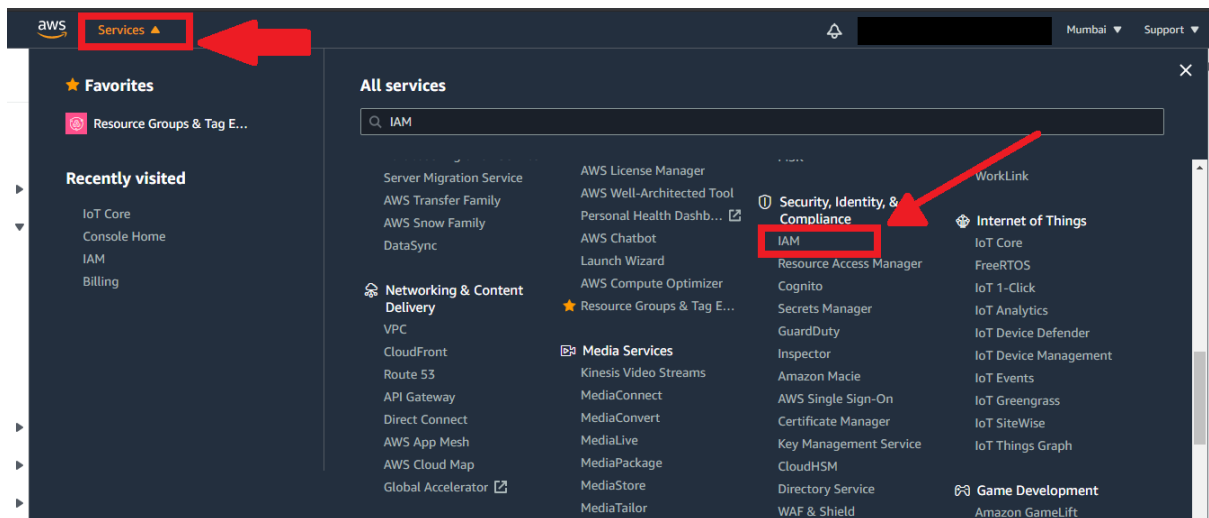 aws
Services
Mumbai
Support
Favorites
Resource Groups & Tag E...
Recently visited
IoT Core
Console Home
IAM
Billing
All services
IAM
Server Migration Service
AWS Transfer Family
AWS Snow Family
DataSync
Networking & Content
Delivery
VPC
CloudFront
Route 53
API Gateway
Direct Connect
AWS App Mesh
AWS Cloud Map
Global Accelerator
AWS License Manager
AWS Well-Architected Tool
Personal Health Dashb...
AWS Chatbot
Launch Wizard
AWS Compute Optimizer
Resource Groups & Tag E...
Media Services
Kinesis Video Streams
MediaConnect
MediaConvert
MediaLive
MediaPackage
MediaStore
MediaTailor
Security, Identity, &
Compliance
IAM
Resource Access Manager
Cognito
Secrets Manager
GuardDuty
Inspector
Amazon Macie
AWS Single Sign-On
Certificate Manager
Key Management Service
CloudHSM
Directory Service
WAF & Shield
WorkLink
Internet of Things
IoT Core
FreeRTOS
IoT 1-Click
IoT Analytics
IoT Device Defender
IoT Device Management
IoT Events
IoT Greengrass
IoT SiteWise
IoT Things Graph
Game Development
Amazon GameLift